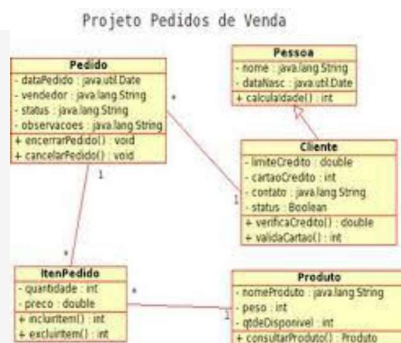 Projeto Pedidos de Venda
Pedido
- dataPedido : java.util.Date
- vendedor : java.lang.String
- status : java.lang.String
- observacoes : java.lang.String
+ encerrarPedido() : void
+ cancelarPedido() : void
Pessoa
- nome : java.lang.String
- dataNasc : java.util.Date
+ calculaIdade() : int
Cliente
- limiteCredito : double
- cartaoCredito : int
- contato : java.lang.String
- status : Boolean
+ verificaCredito() : double
+ validaCartao() : int
*
1
1
*
ItenPedido
- quantidade : int
- preco : double
+ incluirItem() : int
+ excluirItem() : int
*
1
Produto
- nomeProduto : java.lang.String
- peso : int
- qtdeDisponivel : int
+ consultarProduto() : Produto